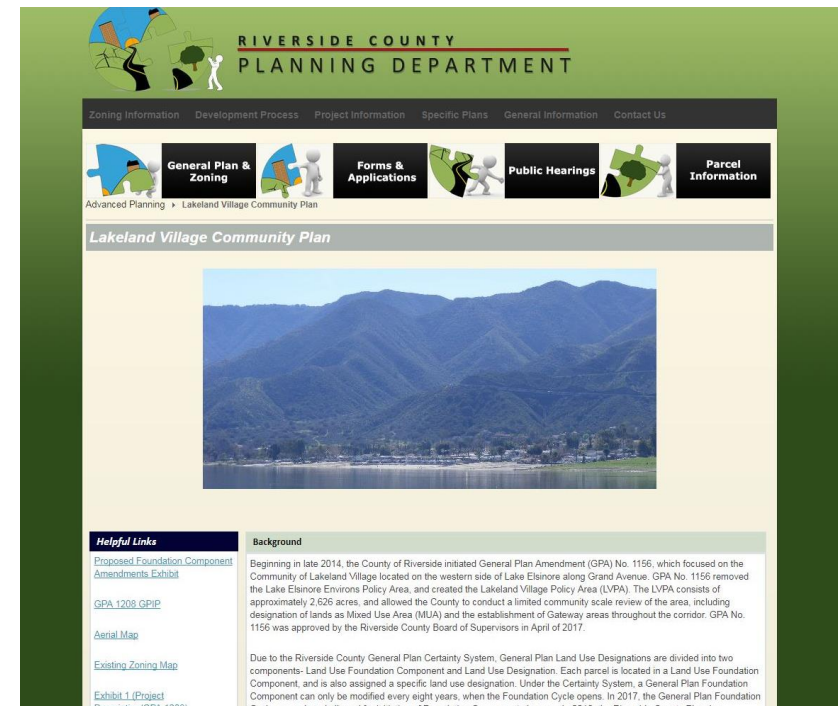 RIVERSIDE COUNTY
PLANNING DEPARTMENT
Zoning Information Development Process Project Information Specific Plans General Information Contact Us
General Plan & Zoning
Forms & Applications
Public Hearings
Parcel Information
Advanced Planning ▸ Lakeland Village Community Plan
Lakeland Village Community Plan
Helpful Links
Proposed Foundation Component
Amendments Exhibit
GPA 1208 GPIP
Aerial Map
Existing Zoning Map
Exhibit 1 (Project
Background
Beginning in late 2014, the County of Riverside initiated General Plan Amendment (GPA) No. 1156, which focused on the
Community of Lakeland Village located on the western side of Lake Elsinore along Grand Avenue. GPA No. 1156 removed
the Lake Elsinore Environs Policy Area, and created the Lakeland Village Policy Area (LVPA). The LVPA consists of
approximately 2,626 acres, and allowed the County to conduct a limited community scale review of the area, including
designation of lands as Mixed Use Area (MUA) and the establishment of Gateway areas throughout the corridor. GPA No.
1156 was approved by the Riverside County Board of Supervisors in April of 2017.
Due to the Riverside County General Plan Certainty System, General Plan Land Use Designations are divided into two
components- Land Use Foundation Component and Land Use Designation. Each parcel is located in a Land Use Foundation
Component, and is also assigned a specific land use designation. Under the Certainty System, a General Plan Foundation
Component can only be modified every eight years, when the Foundation Cycle opens. In 2017, the General Plan Foundation